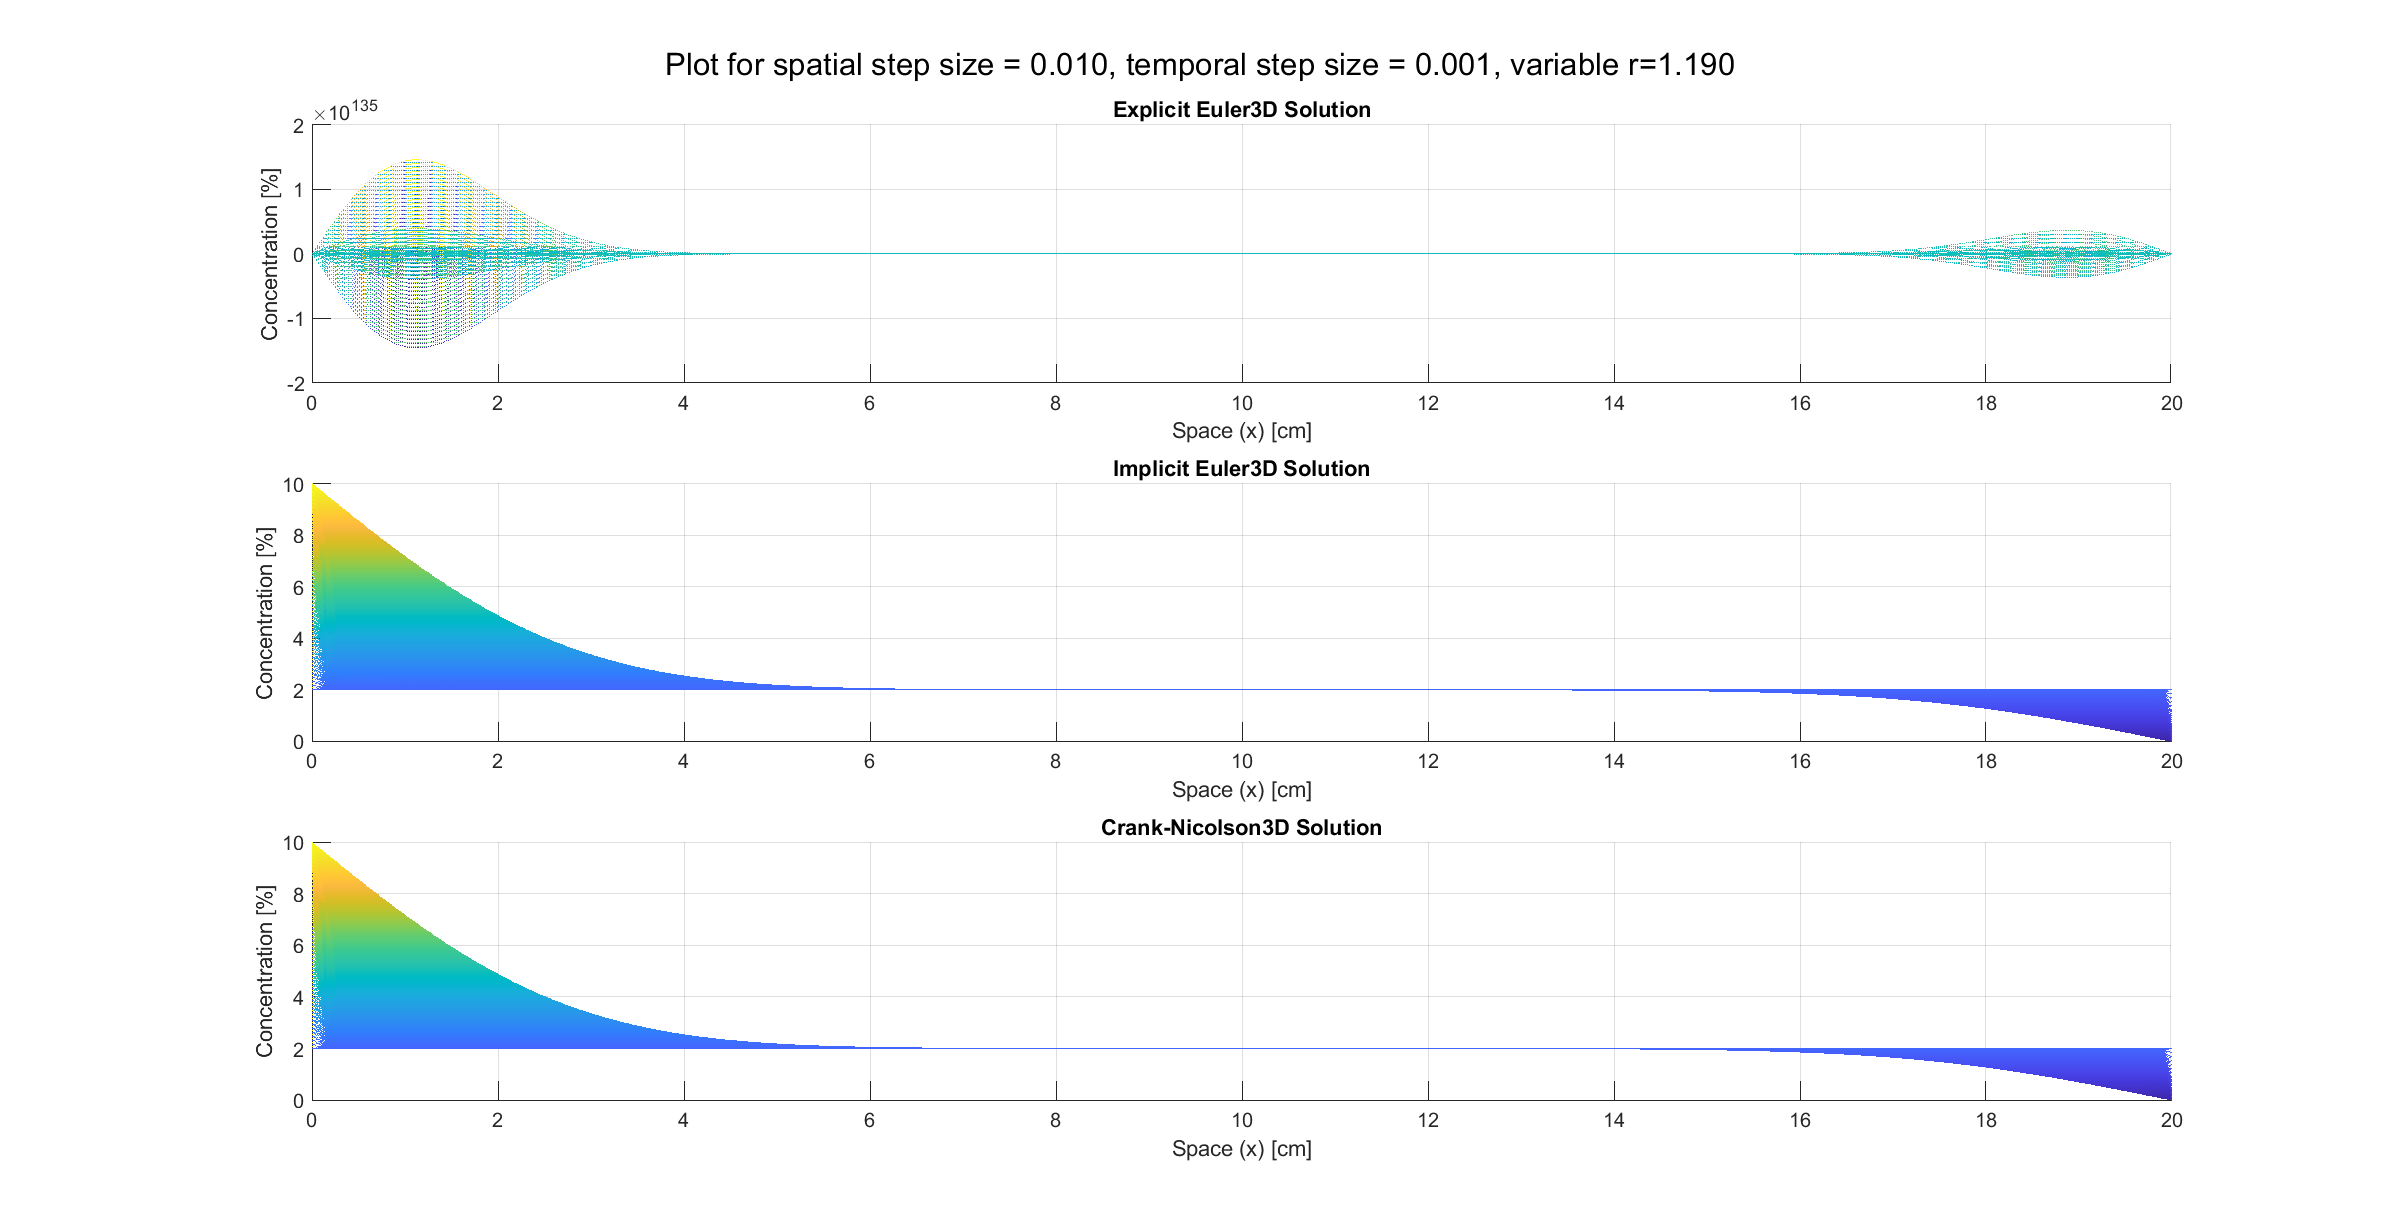 Plot for spatial step size = 0.010, temporal step size = 0.001, variable r=1.190
×10^135
Explicit Euler3D Solution
2
1
0
-1
-2
Concentration [%]
0 2 4 6 8 10 12 14 16 18 20
Space (x) [cm]
Implicit Euler3D Solution
10
8
6
4
2
0
Concentration [%]
0 2 4 6 8 10 12 14 16 18 20
Space (x) [cm]
Crank-Nicolson3D Solution
10
8
6
4
2
0
Concentration [%]
0 2 4 6 8 10 12 14 16 18 20
Space (x) [cm]